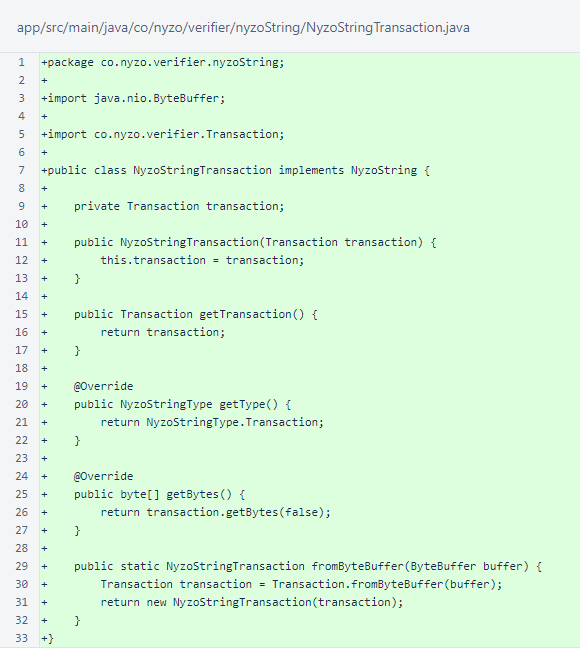 app/src/main/java/co/nyzo/verifier/nyzoString/NyzoStringTransaction.java
1 +package co.nyzo.verifier.nyzoString;
2 +
3 +import java.nio.ByteBuffer;
4 +
5 +import co.nyzo.verifier.Transaction;
6 +
7 +public class NyzoStringTransaction implements NyzoString {
8 +
9 +    private Transaction transaction;
10 +
11 +    public NyzoStringTransaction(Transaction transaction) {
12 +        this.transaction = transaction;
13 +    }
14 +
15 +    public Transaction getTransaction() {
16 +        return transaction;
17 +    }
18 +
19 +    @Override
20 +    public NyzoStringType getType() {
21 +        return NyzoStringType.Transaction;
22 +    }
23 +
24 +    @Override
25 +    public byte[] getBytes() {
26 +        return transaction.getBytes(false);
27 +    }
28 +
29 +    public static NyzoStringTransaction fromByteBuffer(ByteBuffer buffer) {
30 +        Transaction transaction = Transaction.fromByteBuffer(buffer);
31 +        return new NyzoStringTransaction(transaction);
32 +    }
33 +}